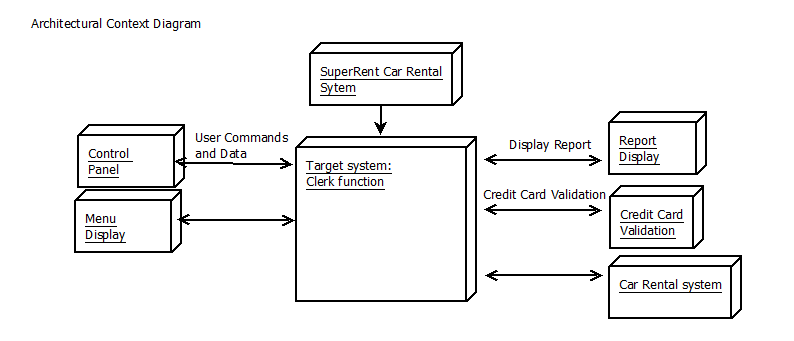 Architectural Context Diagram
SuperRent Car Rental
Sytem
Control
Panel
User Commands
and Data
Target system:
Clerk function
Display Report
Report
Display
Menu
Display
Credit Card Validation
Credit Card
Validation
Car Rental system